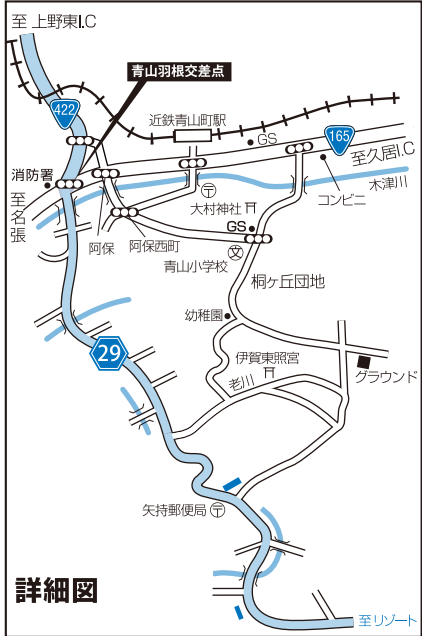 至 上野東I.C
青山羽根交差点
422
近鉄青山町駅
GS
165
至久居I.C
消防署
コンビニ
木津川
〒
大村神社
至名張
GS
阿保
阿保西町
文
青山小学校
桐ヶ丘団地
幼稚園
29
伊賀東照宮
老川
グラウンド
矢持郵便局 〒
詳細図
至リゾート